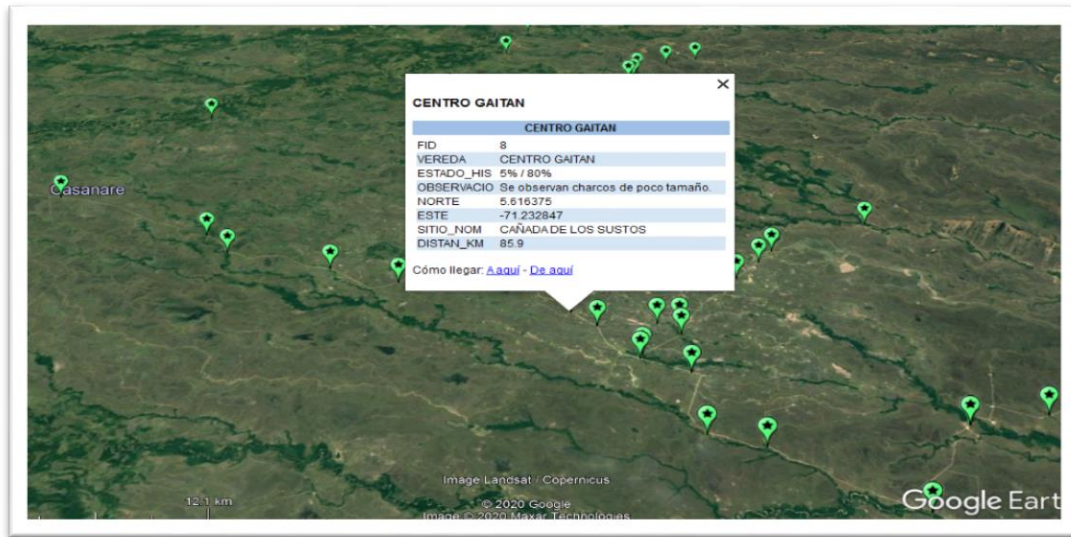 CENTRO GAITAN
CENTRO GAITAN
FID 8
VEREDA CENTRO GAITAN
ESTADO_HIS 5% / 80%
OBSERVACIO Se observan charcos de poco tamaño.
NORTE 5.616375
ESTE -71.232847
SITIO_NOM CAÑADA DE LOS SUSTOS
DISTAN_KM 85.9
Cómo llegar: A aquí - De aquí
Casanare
Image Landsat / Copernicus
12.1 km
© 2020 Google
Image © 2020 Maxar Technologies
Google Eart